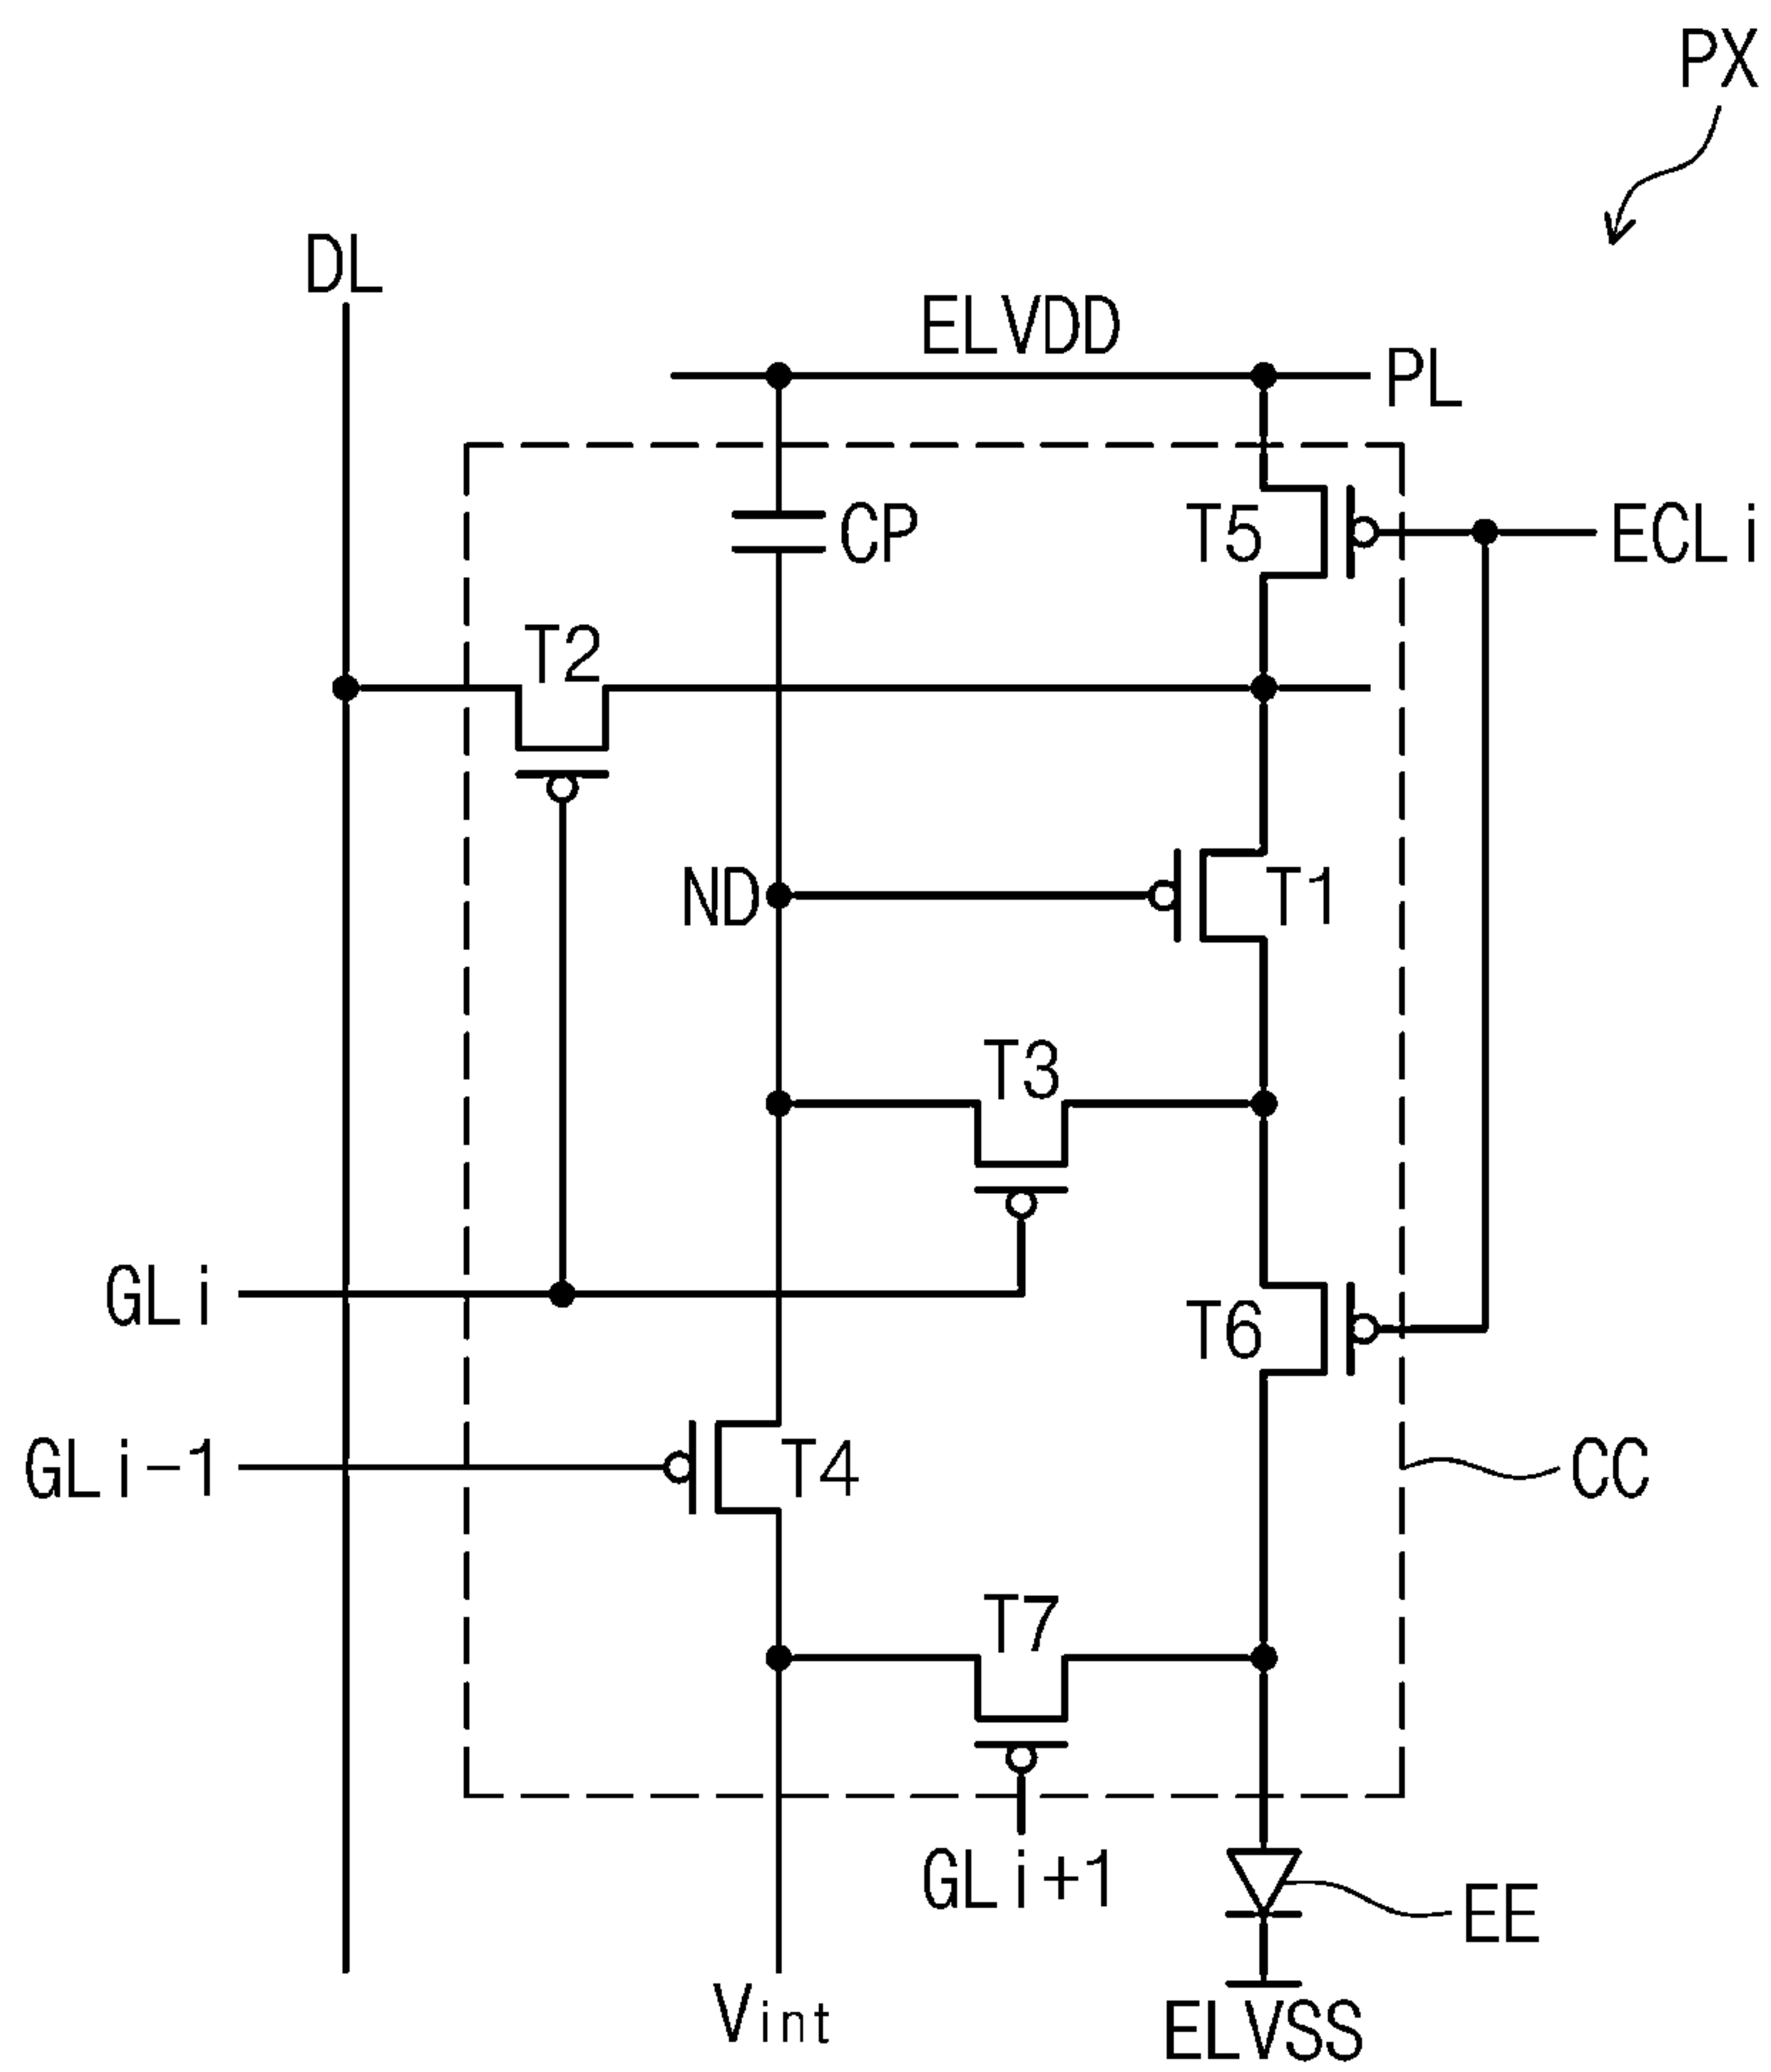 PX
DL
ELVDD
PL
CP
T5
ECLi
T2
ND
T1
T3
GLi
T6
GLi-1
T4
CC
T7
GLi+1
EE
Vint
ELVSS